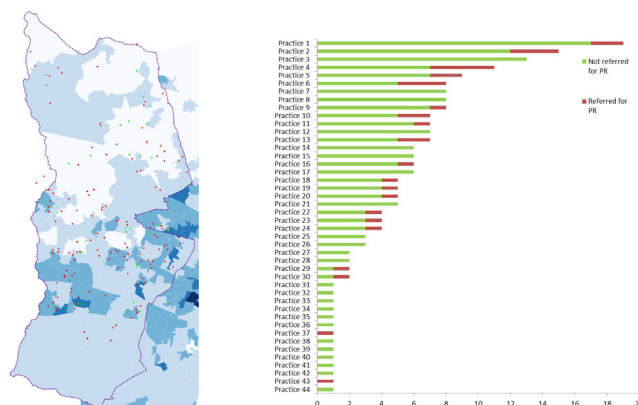 Practice 1
Practice 2
Practice 3
Practice 4
Practice 5
Practice 6
Practice 7
Practice 8
Practice 9
Practice 10
Practice 11
Practice 12
Practice 13
Practice 14
Practice 15
Practice 16
Practice 17
Practice 18
Practice 19
Practice 20
Practice 21
Practice 22
Practice 23
Practice 24
Practice 25
Practice 26
Practice 27
Practice 28
Practice 29
Practice 30
Practice 31
Practice 32
Practice 33
Practice 34
Practice 35
Practice 36
Practice 37
Practice 38
Practice 39
Practice 40
Practice 41
Practice 42
Practice 43
Practice 44
Not referred
for PR
Referred for
PR
0 2 4 6 8 10 12 14 16 18